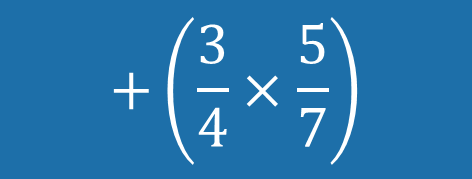 + (3/4 × 5/7)